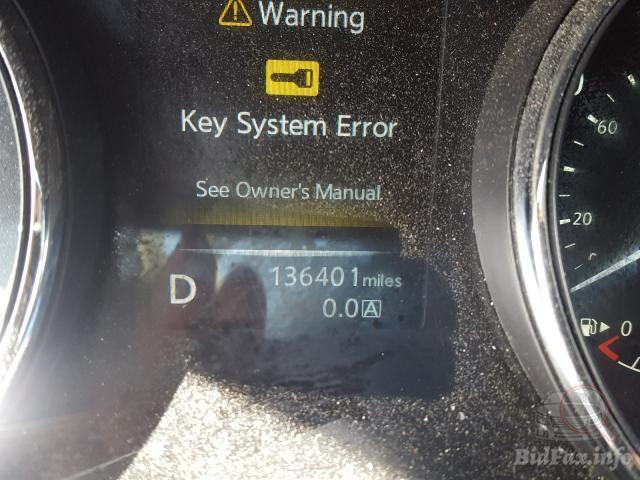 Warning
Key System Error
See Owner's Manual
136401 miles
D
0.0 A
60
20
0
BidFax.info